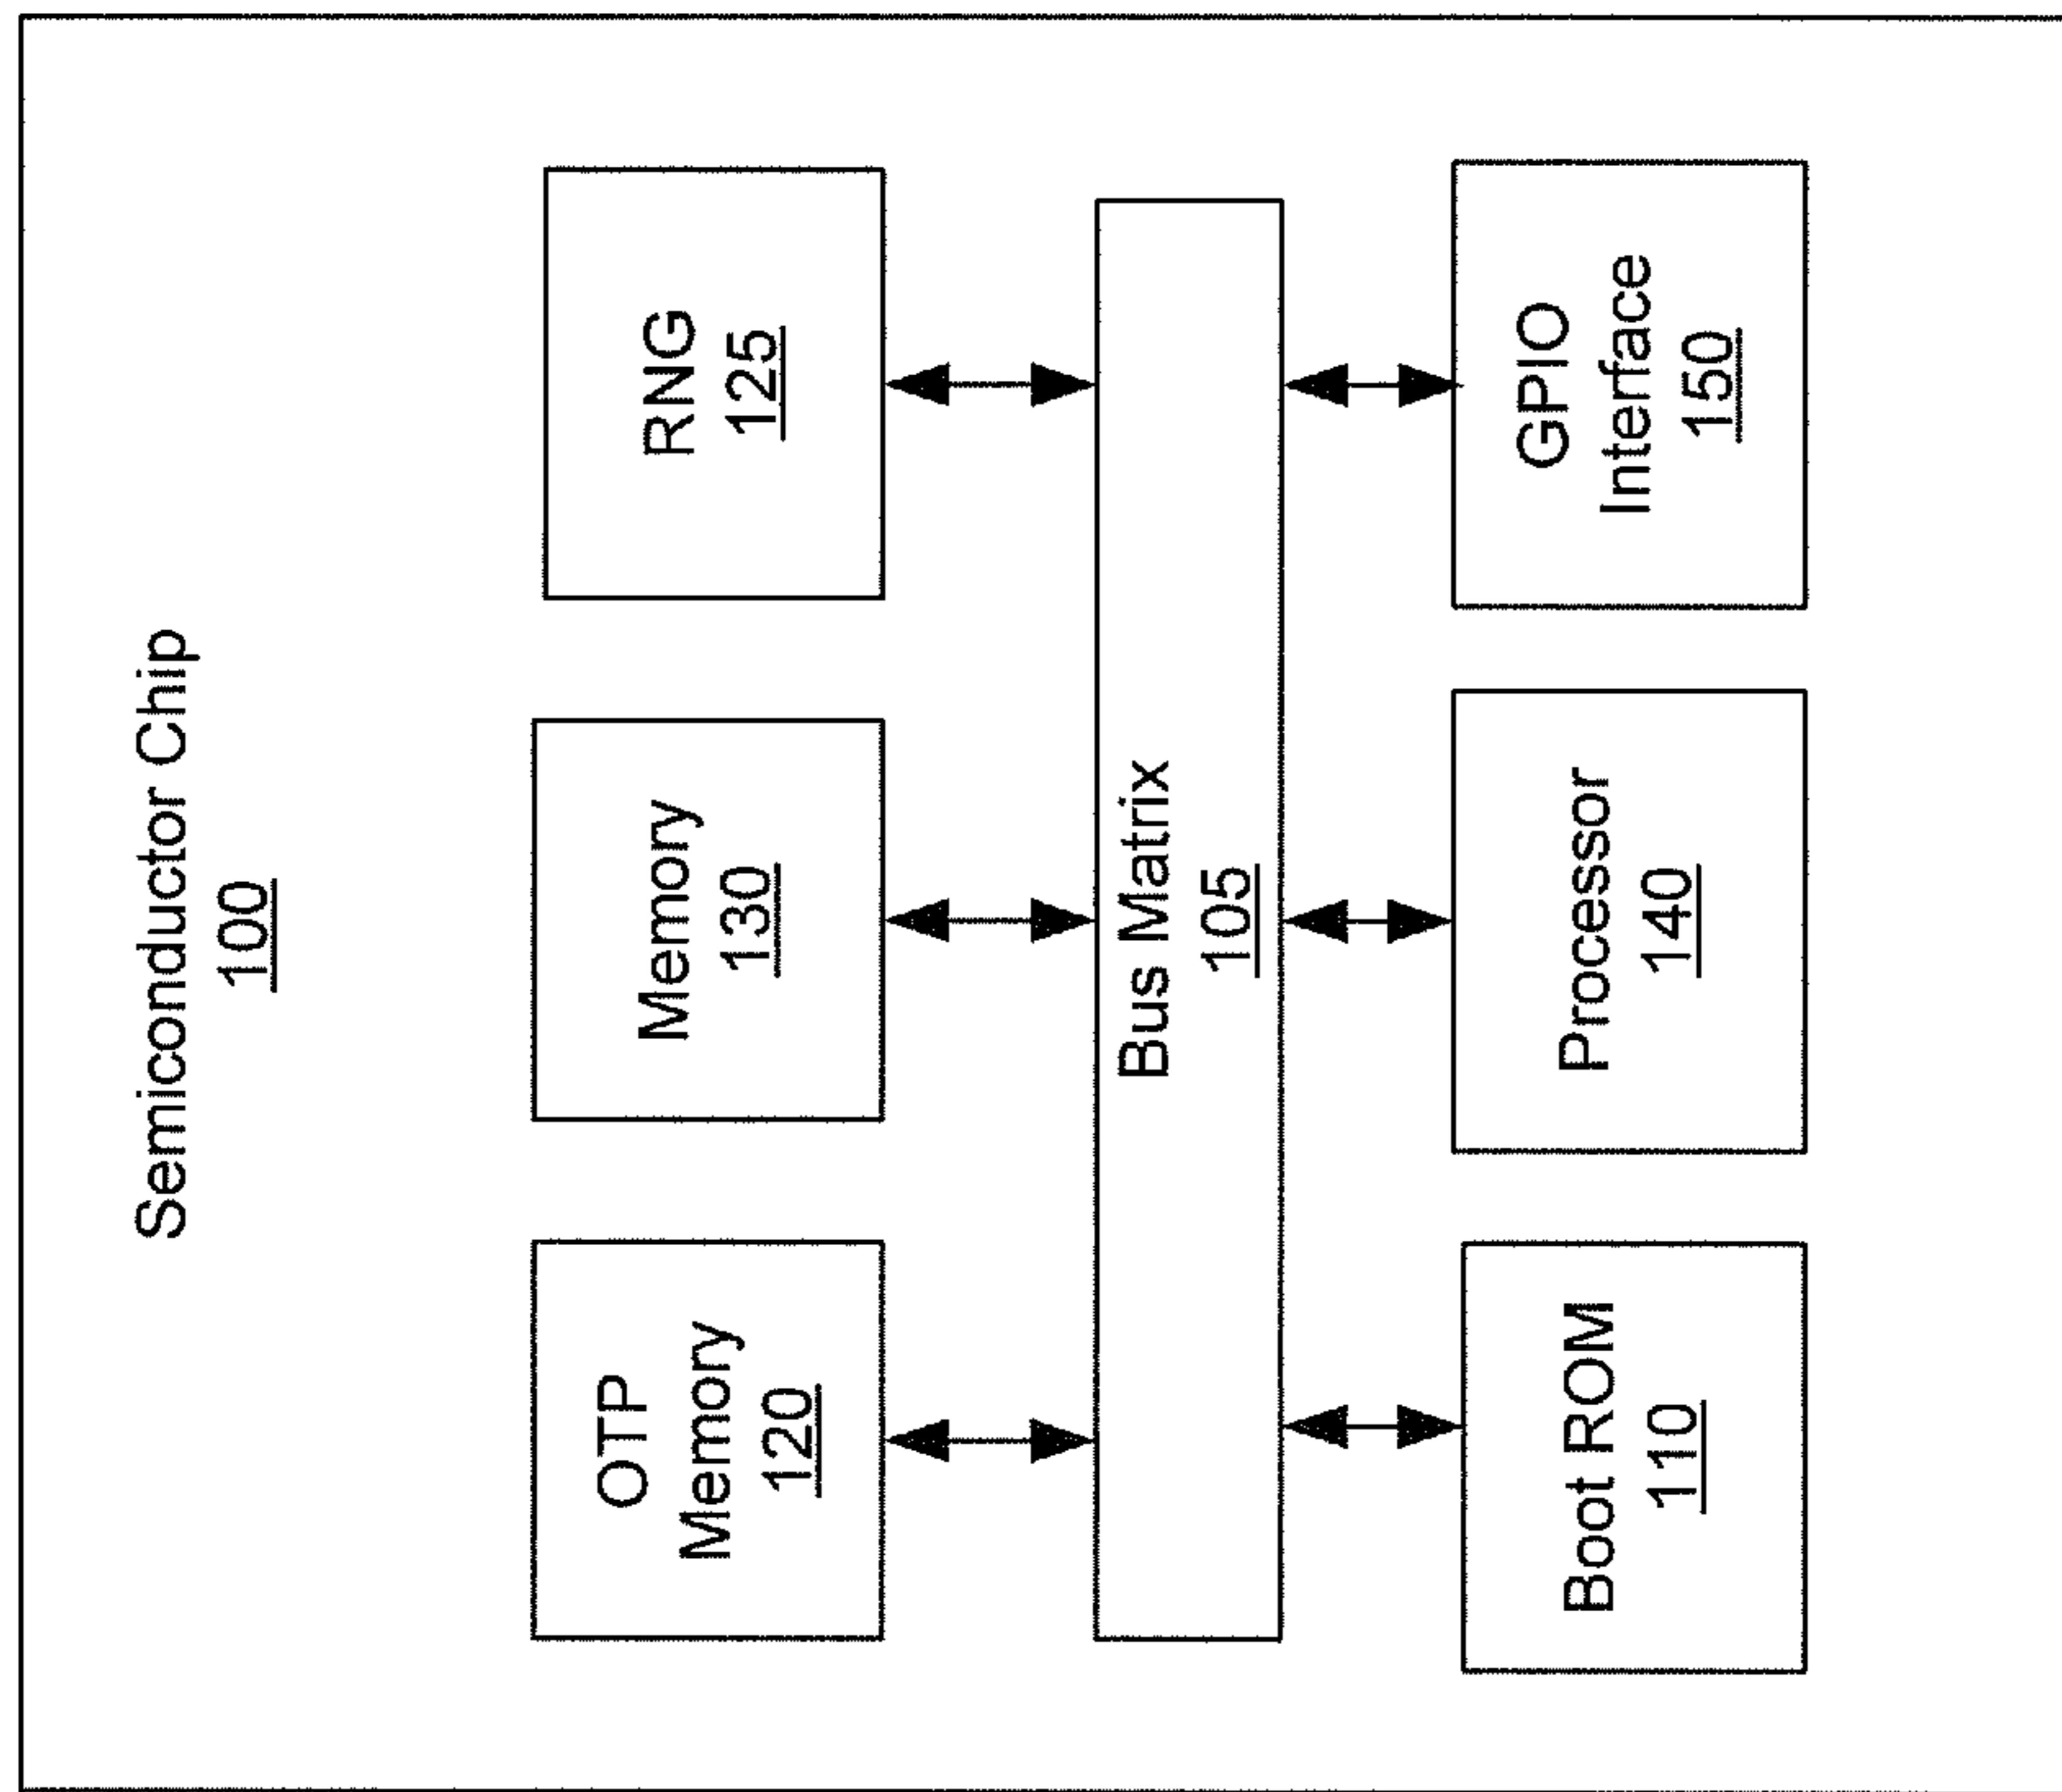 Semiconductor Chip
100
OTP
Memory
120
Memory
130
RNG
125
Bus Matrix
105
Boot ROM
110
Processor
140
GPIO
Interface
150